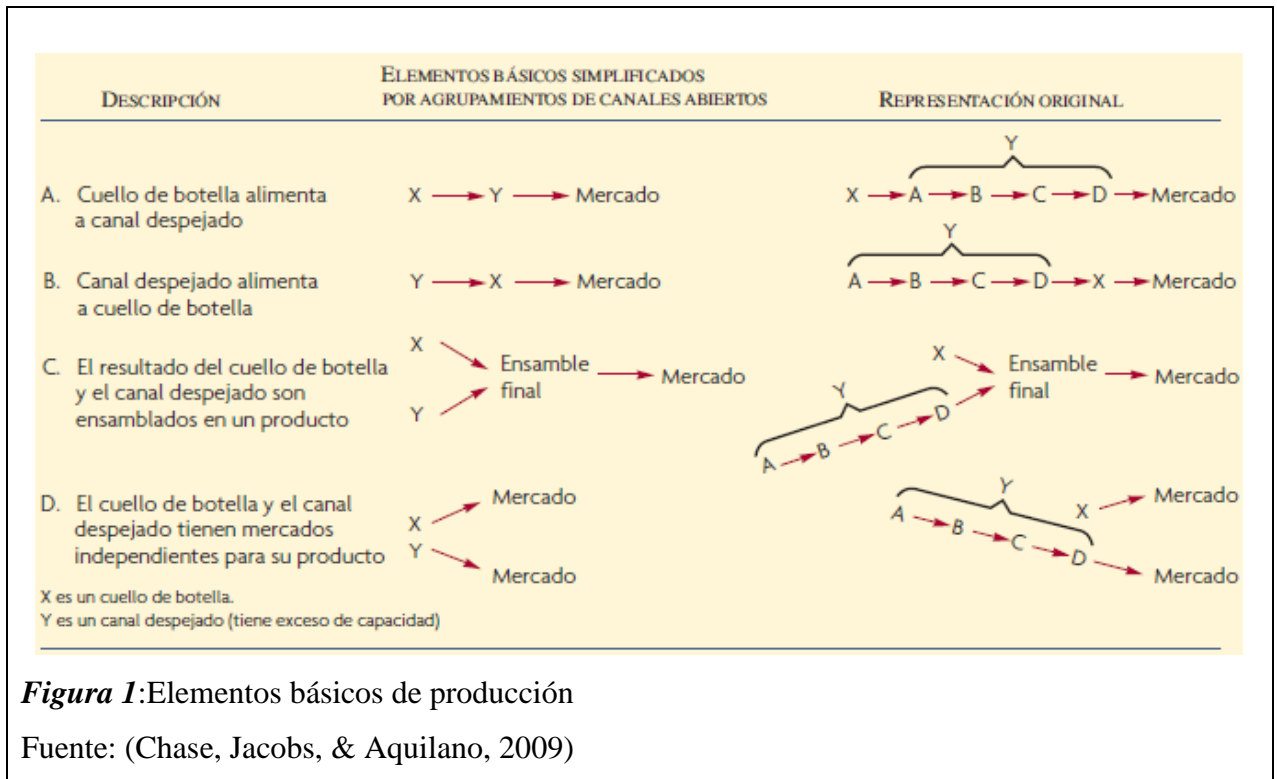 ELEMENTOS BÁSICOS SIMPLIFICADOS
DESCRIPCIÓN POR AGRUPAMIENTOS DE CANALES ABIERTOS REPRESENTACIÓN ORIGINAL
A. Cuello de botella alimenta
a canal despejado
X Y Mercado
Y
X A B C D Mercado
B. Canal despejado alimenta
a cuello de botella
Y X Mercado
Y
A B C D X Mercado
C. El resultado del cuello de botella
y el canal despejado son
ensamblados en un producto
X
Ensamble
final
Mercado
Y
X
Ensamble
final
Mercado
Y
A B C D
D. El cuello de botella y el canal
despejado tienen mercados
independientes para su producto
Mercado
X
Y
Mercado
Y
A B C D
X
Mercado
Mercado
X es un cuello de botella.
Y es un canal despejado (tiene exceso de capacidad)
Figura 1:Elementos básicos de producción
Fuente: (Chase, Jacobs, & Aquilano, 2009)